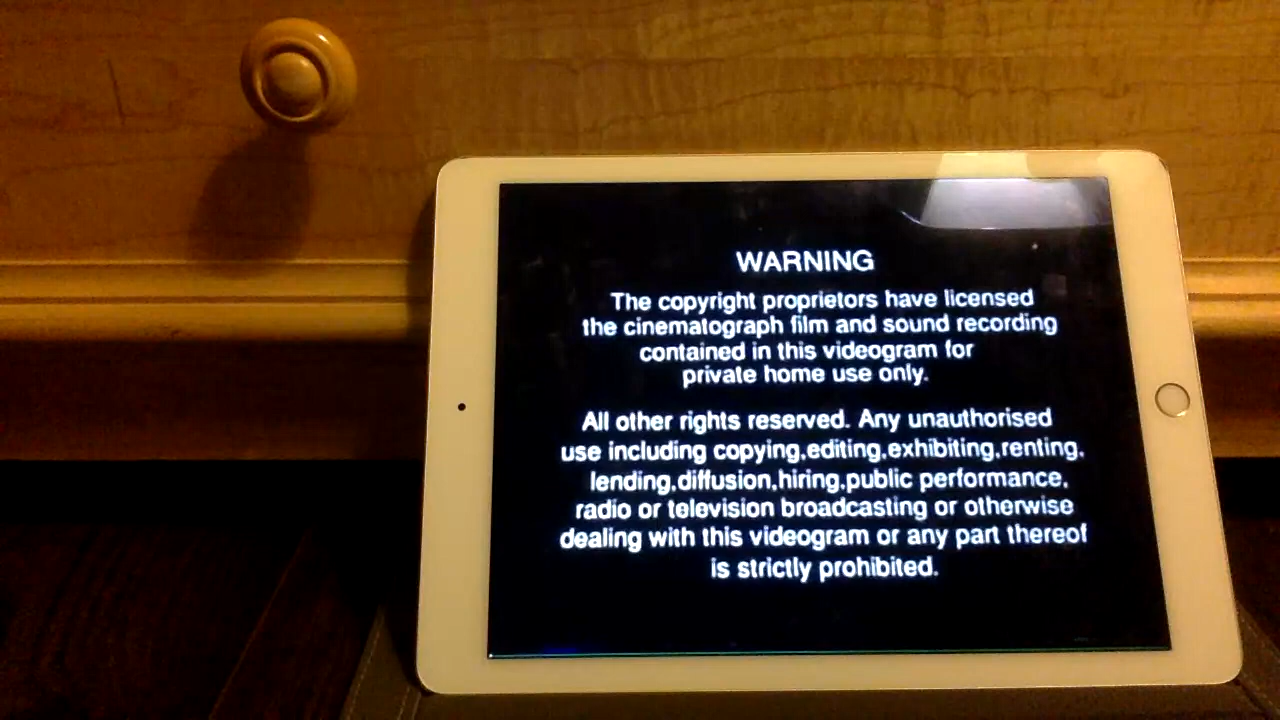 WARNING
The copyright proprietors have licensed
the cinematograph film and sound recording
contained in this videogram for
private home use only.
All other rights reserved. Any unauthorised
use including copying,editing,exhibiting,renting,
lending,diffusion,hiring,public performance,
radio or television broadcasting or otherwise
dealing with this videogram or any part thereof
is strictly prohibited.